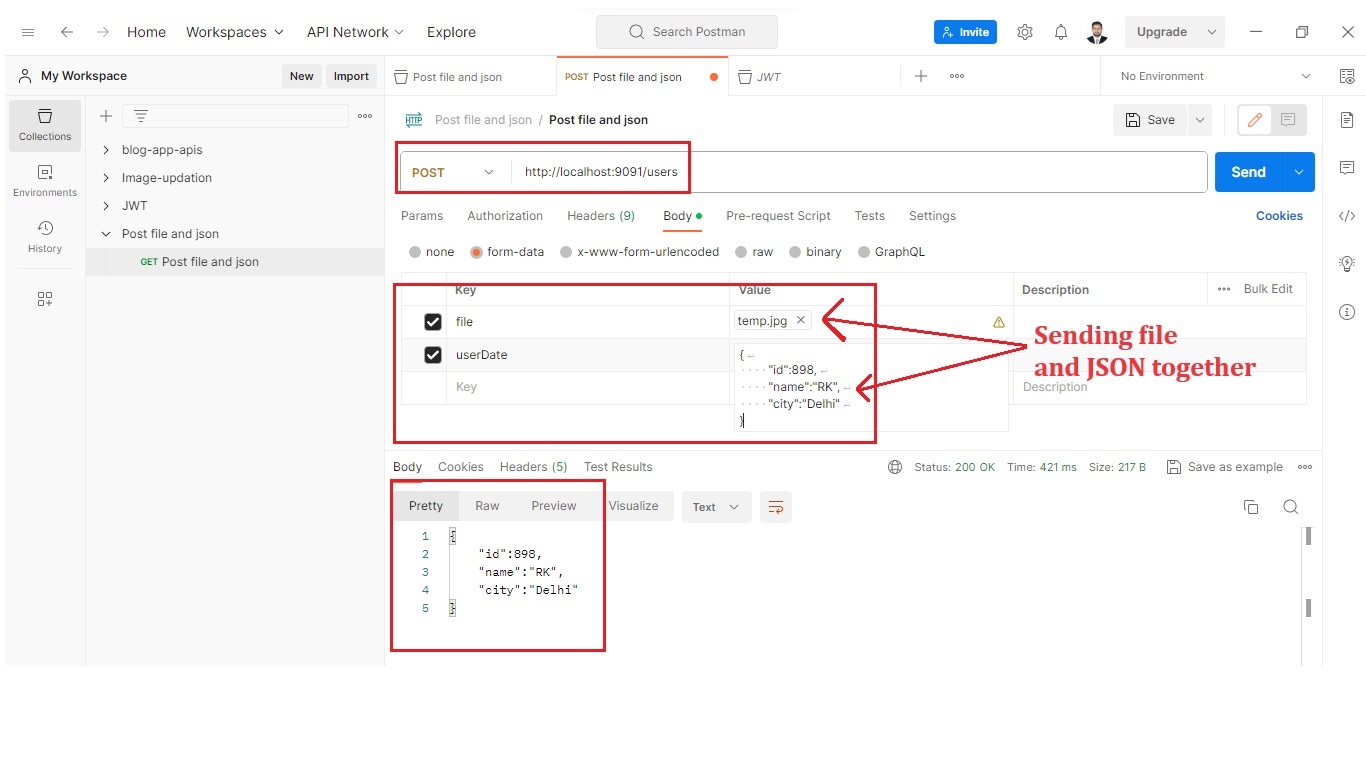 Home Workspaces API Network Explore Search Postman Invite Upgrade
My Workspace New Import Post file and json POST Post file and json JWT No Environment
Collections
Environments
History
blog-app-apis
Image-updation
JWT
Post file and json
GET Post file and json
HTTP Post file and json / Post file and json Save
POST http://localhost:9091/users Send
Params Authorization Headers (9) Body Pre-request Script Tests Settings Cookies
none form-data x-www-form-urlencoded raw binary GraphQL
Key Value Description Bulk Edit
file temp.jpg
userDate {
"id":898,
"name":"RK",
"city":"Delhi"
}
Key Description
Sending file
and JSON together
Body Cookies Headers (5) Test Results Status: 200 OK Time: 421 ms Size: 217 B Save as example
Pretty Raw Preview Visualize Text
1 {
2 "id":898,
3 "name":"RK",
4 "city":"Delhi"
5 }